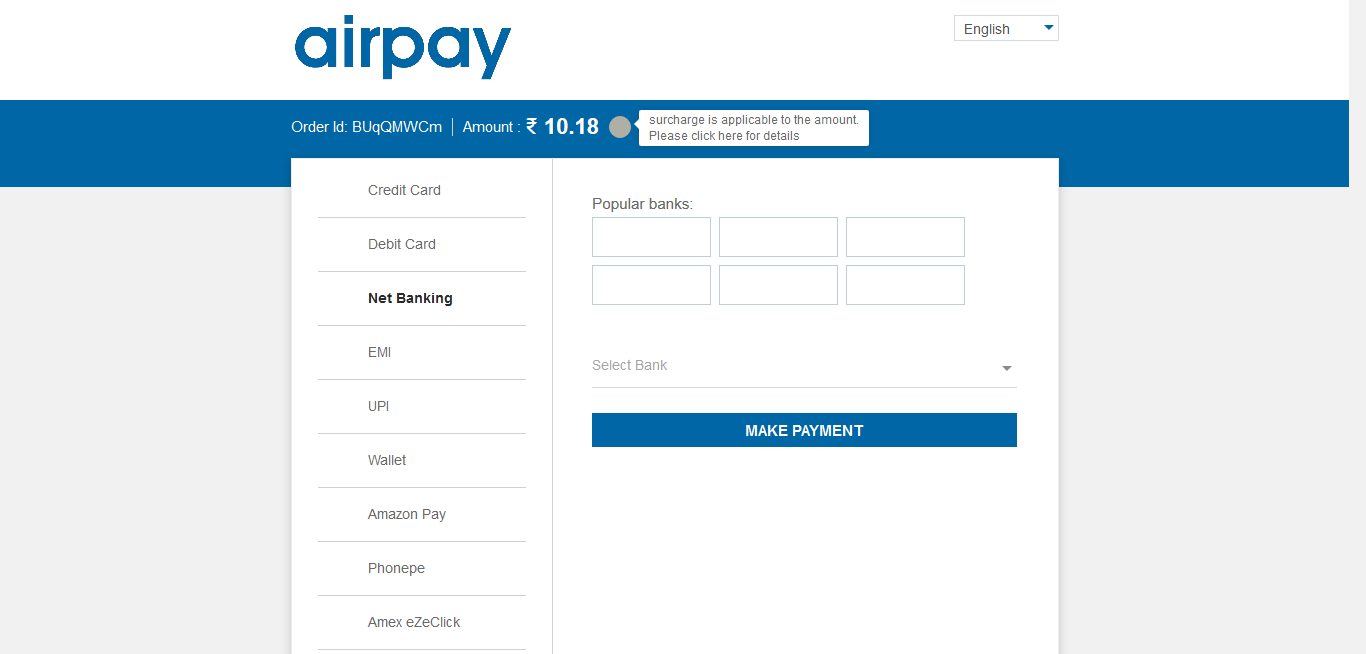 airpay
English
Order Id: BUqQMWCm
Amount : ₹ 10.18
surcharge is applicable to the amount.
Please click here for details
Credit Card
Debit Card
Net Banking
EMI
UPI
Wallet
Amazon Pay
Phonepe
Amex eZeClick
Popular banks:
Select Bank
MAKE PAYMENT